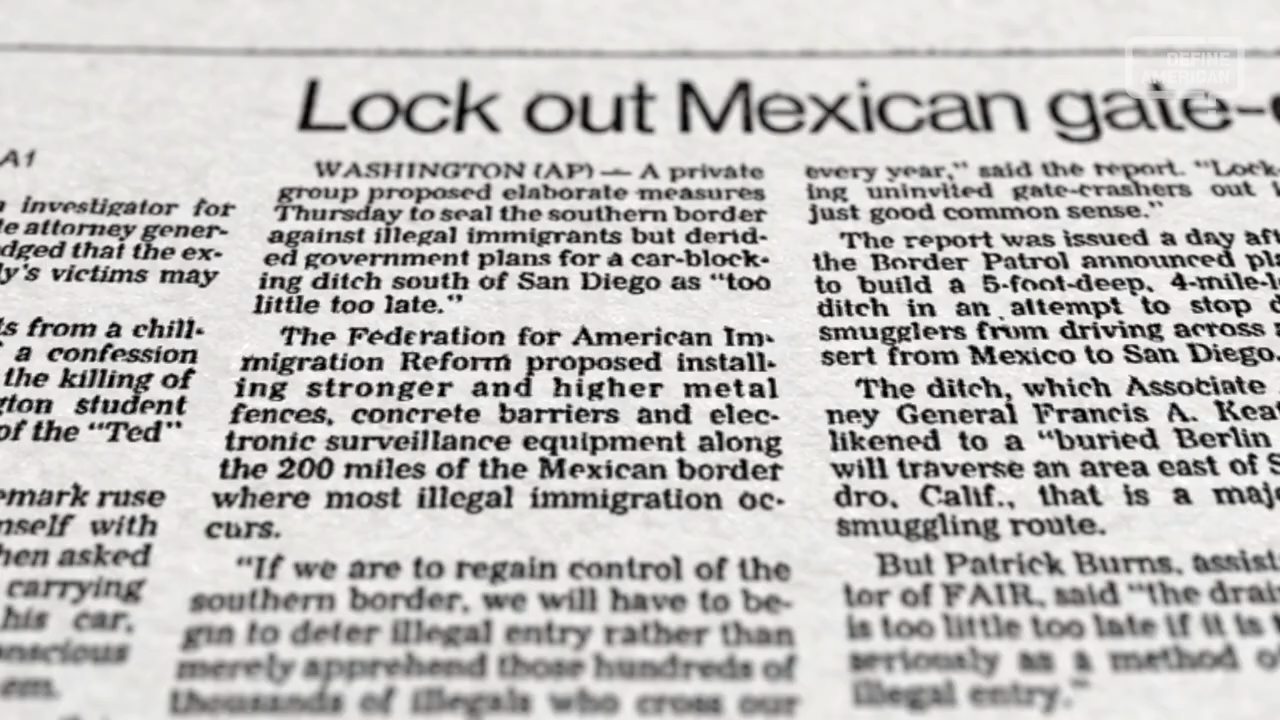 DEFINE
AMERICAN
Lock out Mexican gate-
A1
investigator for
attorney gener-
that the ex-
victims may
from a chill-
a confession
the killing of
student
of the "Ted"
ruse
with
asked
carrying
his car,
WASHINGTON (AP) — A private
group proposed elaborate measures
Thursday to seal the southern border
against illegal immigrants but derid-
ed government plans for a car-block-
ing ditch south of San Diego as "too
little too late."
The Federation for American Im-
migration Reform proposed install-
ing stronger and higher metal
fences, concrete barriers and elec-
tronic surveillance equipment along
the 200 miles of the Mexican border
where most illegal immigration oc-
curs.
"If we are to regain control of the
southern border, we will have to be-
gin to deter illegal entry rather than
merely apprehend those hundreds of
thousands of illegals who cross our
every year," said the report. "Lock-
ing uninvited gate-crashers out
just good common sense."
The report was issued a day
the Border Patrol announced
to build a 5-foot-deep, 4-mile-
ditch in an attempt to stop
smugglers from driving across
sert from Mexico to San Diego.
The ditch, which Associate
ney General Francis A.
likened to a "buried Berlin
will traverse an area east of
dro, Calif., that is a
smuggling route.
But Patrick Burns, assist
tor of FAIR, said "the
is too little too late if it is
seriously as a method
illegal entry."